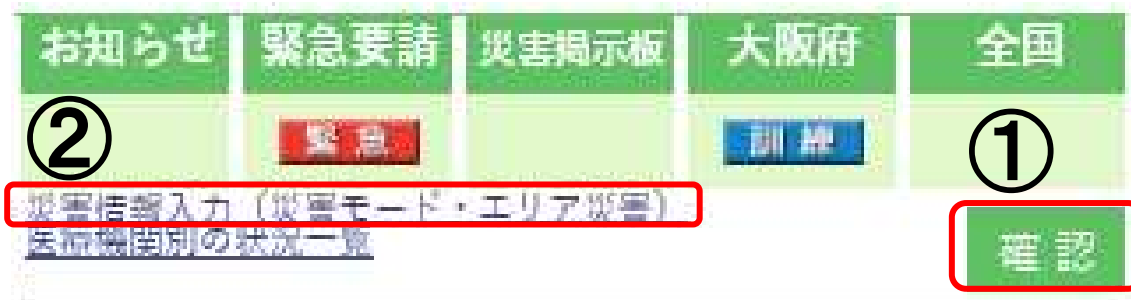 お知らせ 緊急要請 災害掲示板 大阪府 全国
② 緊急 訓練 ①
災害情報入力（災害モード・エリア災害）
医療機関別の状況一覧
確認